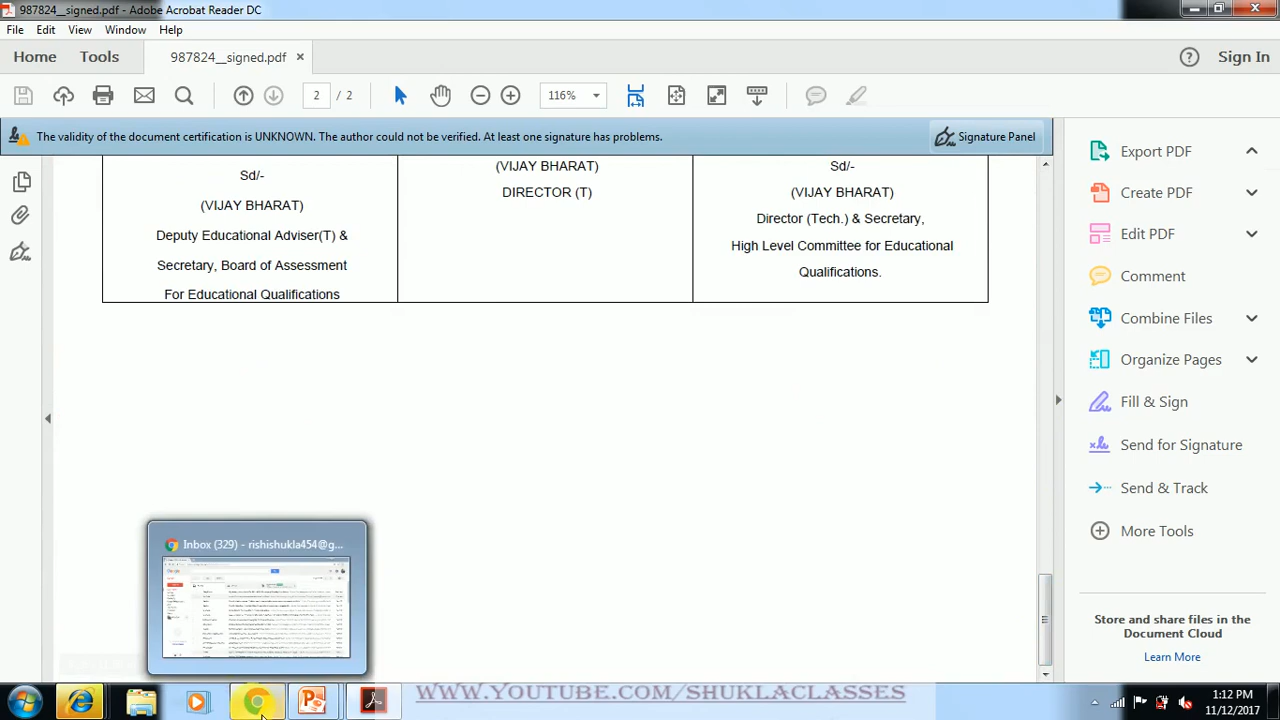 987824__signed.pdf - Adobe Acrobat Reader DC
File Edit View Window Help
Home Tools 987824__signed.pdf × Sign In
2 / 2 116%
The validity of the document certification is UNKNOWN. The author could not be verified. At least one signature has problems. Signature Panel
Sd/-
(VIJAY BHARAT)
Deputy Educational Adviser(T) &
Secretary, Board of Assessment
For Educational Qualifications
(VIJAY BHARAT)
DIRECTOR (T)
Sd/-
(VIJAY BHARAT)
Director (Tech.) & Secretary,
High Level Committee for Educational
Qualifications.
Export PDF
Create PDF
Edit PDF
Comment
Combine Files
Organize Pages
Fill & Sign
Send for Signature
Send & Track
More Tools
Store and share files in the
Document Cloud
Learn More
Inbox (329) - rishishukla454@g...
WWW.YOUTUBE.COM/SHUKLACLASSES
1:12 PM
11/12/2017